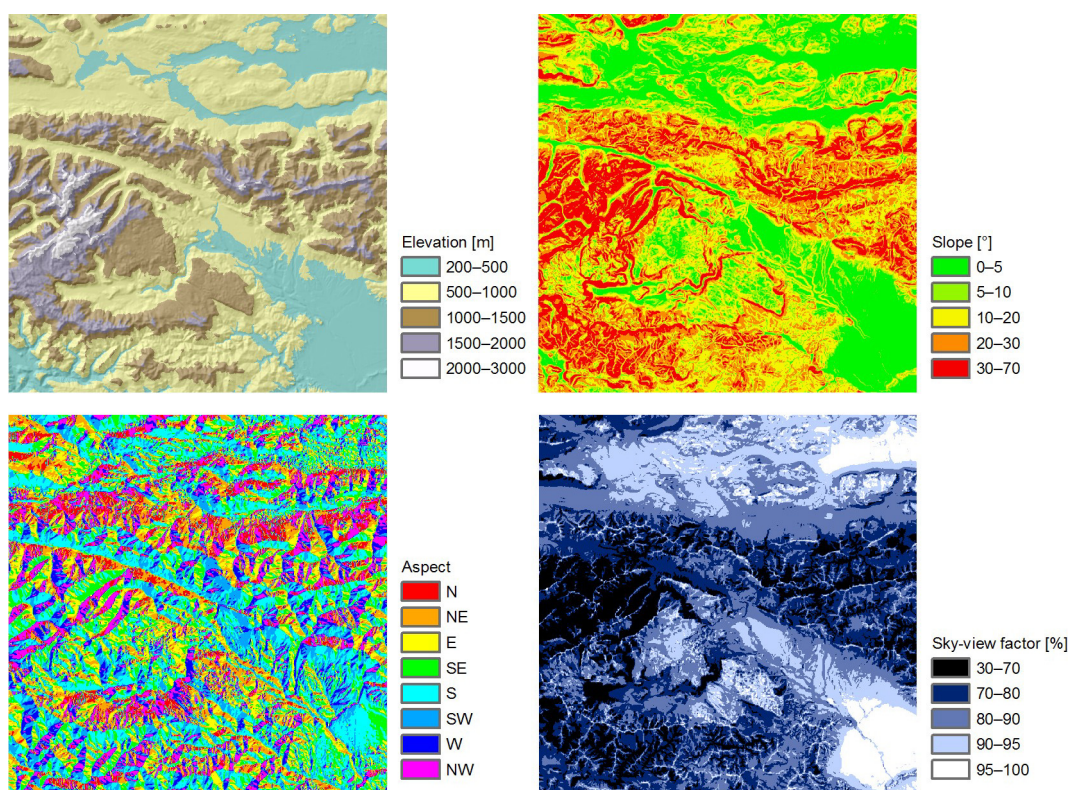 Elevation [m]
200–500
500–1000
1000–1500
1500–2000
2000–3000
Slope [°]
0–5
5–10
10–20
20–30
30–70
Aspect
N
NE
E
SE
S
SW
W
NW
Sky-view factor [%]
30–70
70–80
80–90
90–95
95–100